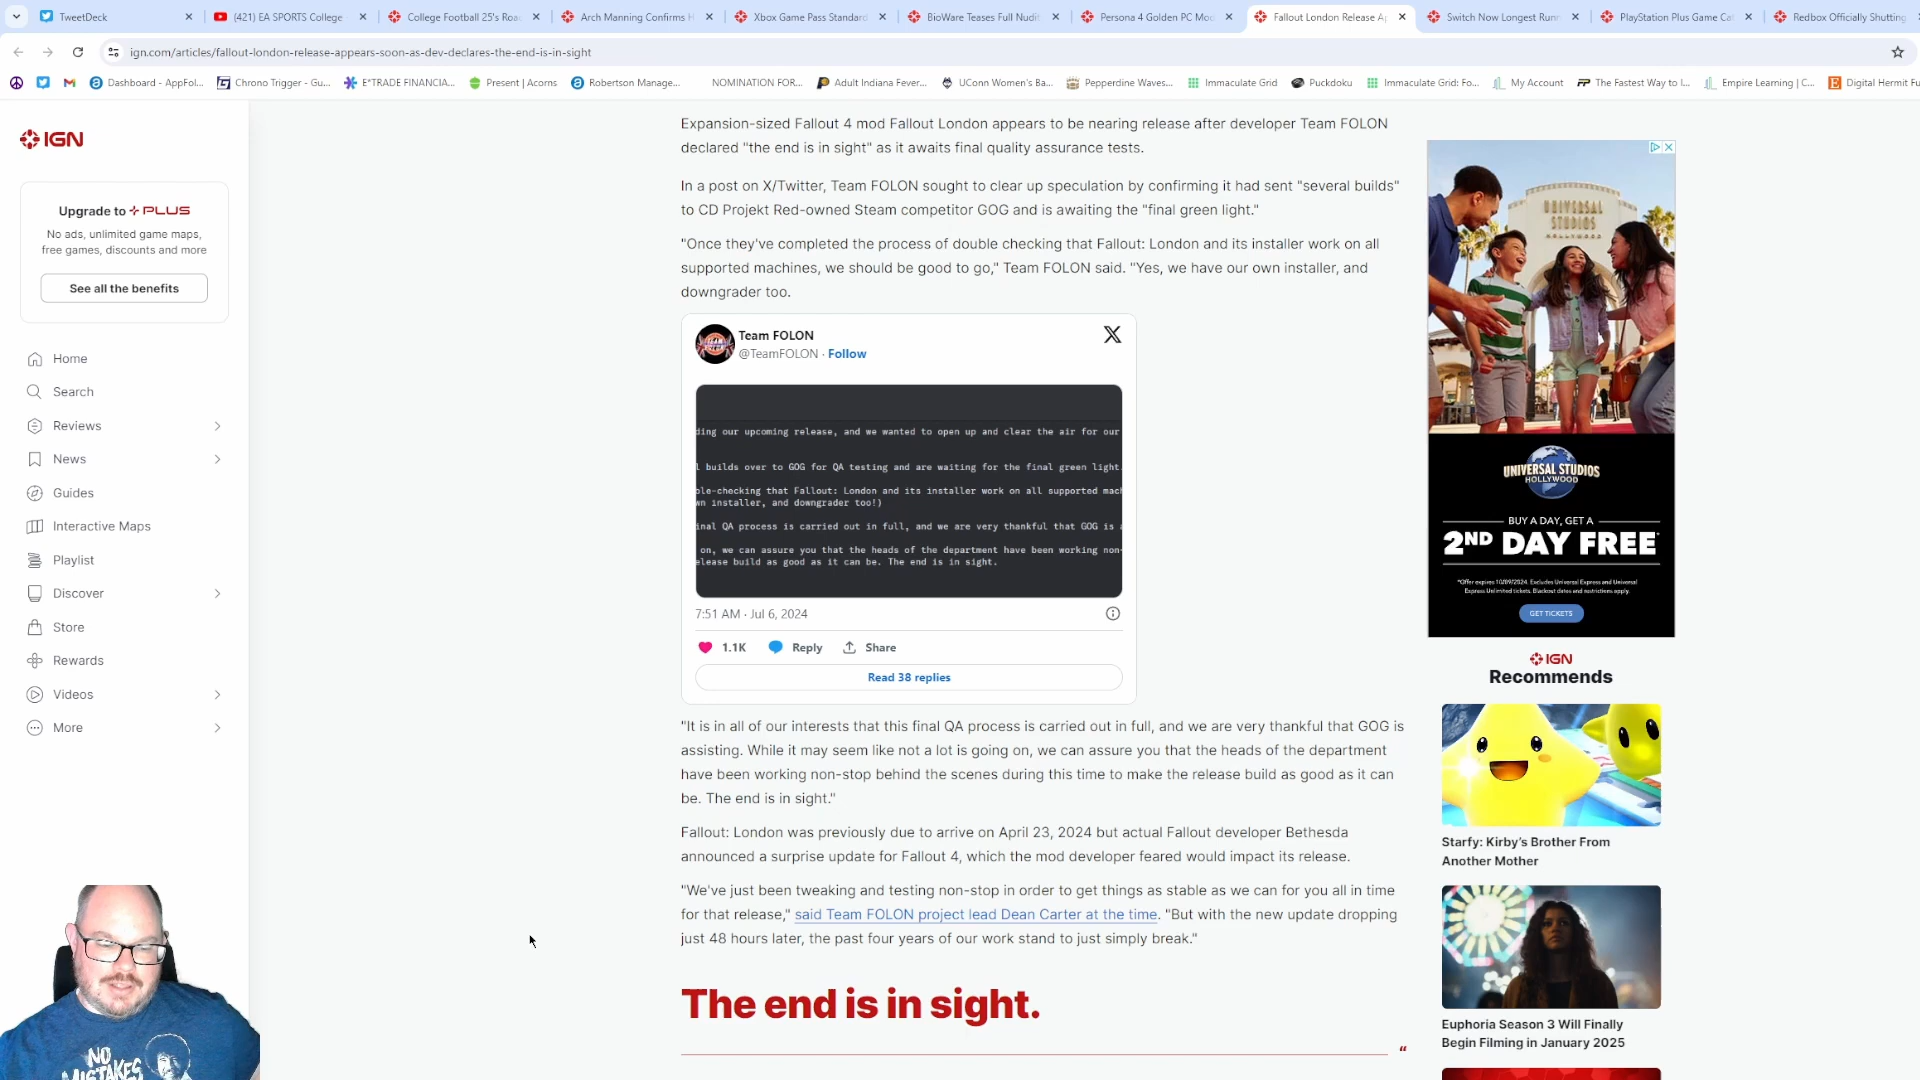 TweetDeck
(421) EA SPORTS College
College Football 25's Roa
Arch Manning Confirms H
Xbox Game Pass Standard
BioWare Teases Full Nudit
Persona 4 Golden PC Mod
Fallout London Release Ap
Switch Now Longest Runn
PlayStation Plus Game Ca
Redbox Officially Shutting
ign.com/articles/fallout-london-release-appears-soon-as-dev-declares-the-end-is-in-sight
Dashboard - AppFol...
Chrono Trigger - Gu...
E*TRADE FINANCIA...
Present | Acorns
Robertson Manage...
NOMINATION FOR...
Adult Indiana Fever...
UConn Women's Ba...
Pepperdine Waves...
Immaculate Grid
Puckdoku
Immaculate Grid: Fo...
My Account
The Fastest Way to I...
Empire Learning | C...
Digital Hermit Fu
IGN
Upgrade to PLUS
No ads, unlimited game maps,
free games, discounts and more
See all the benefits
Home
Search
Reviews
News
Guides
Interactive Maps
Playlist
Discover
Store
Rewards
Videos
More
Expansion-sized Fallout 4 mod Fallout London appears to be nearing release after developer Team FOLON
declared "the end is in sight" as it awaits final quality assurance tests.
In a post on X/Twitter, Team FOLON sought to clear up speculation by confirming it had sent "several builds"
to CD Projekt Red-owned Steam competitor GOG and is awaiting the "final green light."
"Once they've completed the process of double checking that Fallout: London and its installer work on all
supported machines, we should be good to go," Team FOLON said. "Yes, we have our own installer, and
downgrader too.
Team FOLON
@TeamFOLON · Follow
ding our upcoming release, and we wanted to open up and clear the air for our
l builds over to GOG for QA testing and are waiting for the final green light.
ble-checking that Fallout: London and its installer work on all supported mach
wn installer, and downgrader too!)
inal QA process is carried out in full, and we are very thankful that GOG is a
on, we can assure you that the heads of the department have been working non-
elease build as good as it can be. The end is in sight.
7:51 AM · Jul 6, 2024
1.1K
Reply
Share
Read 38 replies
"It is in all of our interests that this final QA process is carried out in full, and we are very thankful that GOG is
assisting. While it may seem like not a lot is going on, we can assure you that the heads of the department
have been working non-stop behind the scenes during this time to make the release build as good as it can
be. The end is in sight."
Fallout: London was previously due to arrive on April 23, 2024 but actual Fallout developer Bethesda
announced a surprise update for Fallout 4, which the mod developer feared would impact its release.
"We've just been tweaking and testing non-stop in order to get things as stable as we can for you all in time
for that release," said Team FOLON project lead Dean Carter at the time. "But with the new update dropping
just 48 hours later, the past four years of our work stand to just simply break."
The end is in sight.
“
UNIVERSAL
STUDIOS
HOLLYWOOD
UNIVERSAL STUDIOS
HOLLYWOOD
BUY A DAY, GET A
2ND DAY FREE*
*Offer expires 10/09/2024. Excludes Universal Express and Universal
Express Unlimited tickets. Blackout dates and restrictions apply.
GET TICKETS
IGN
Recommends
Starfy: Kirby's Brother From
Another Mother
Euphoria Season 3 Will Finally
Begin Filming in January 2025
NO
MISTAKES